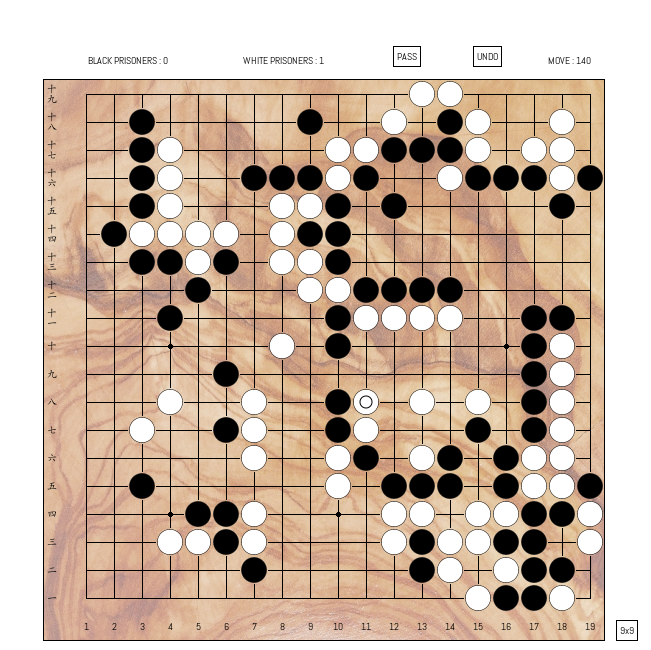 BLACK PRISONERS : 0 WHITE PRISONERS : 1 PASS UNDO MOVE : 140
十九
十八
十七
十六
十五
十四
十三
十二
十一
十
九
八
七
六
五
四
三
二
一
1 2 3 4 5 6 7 8 9 10 11 12 13 14 15 16 17 18 19
9x9